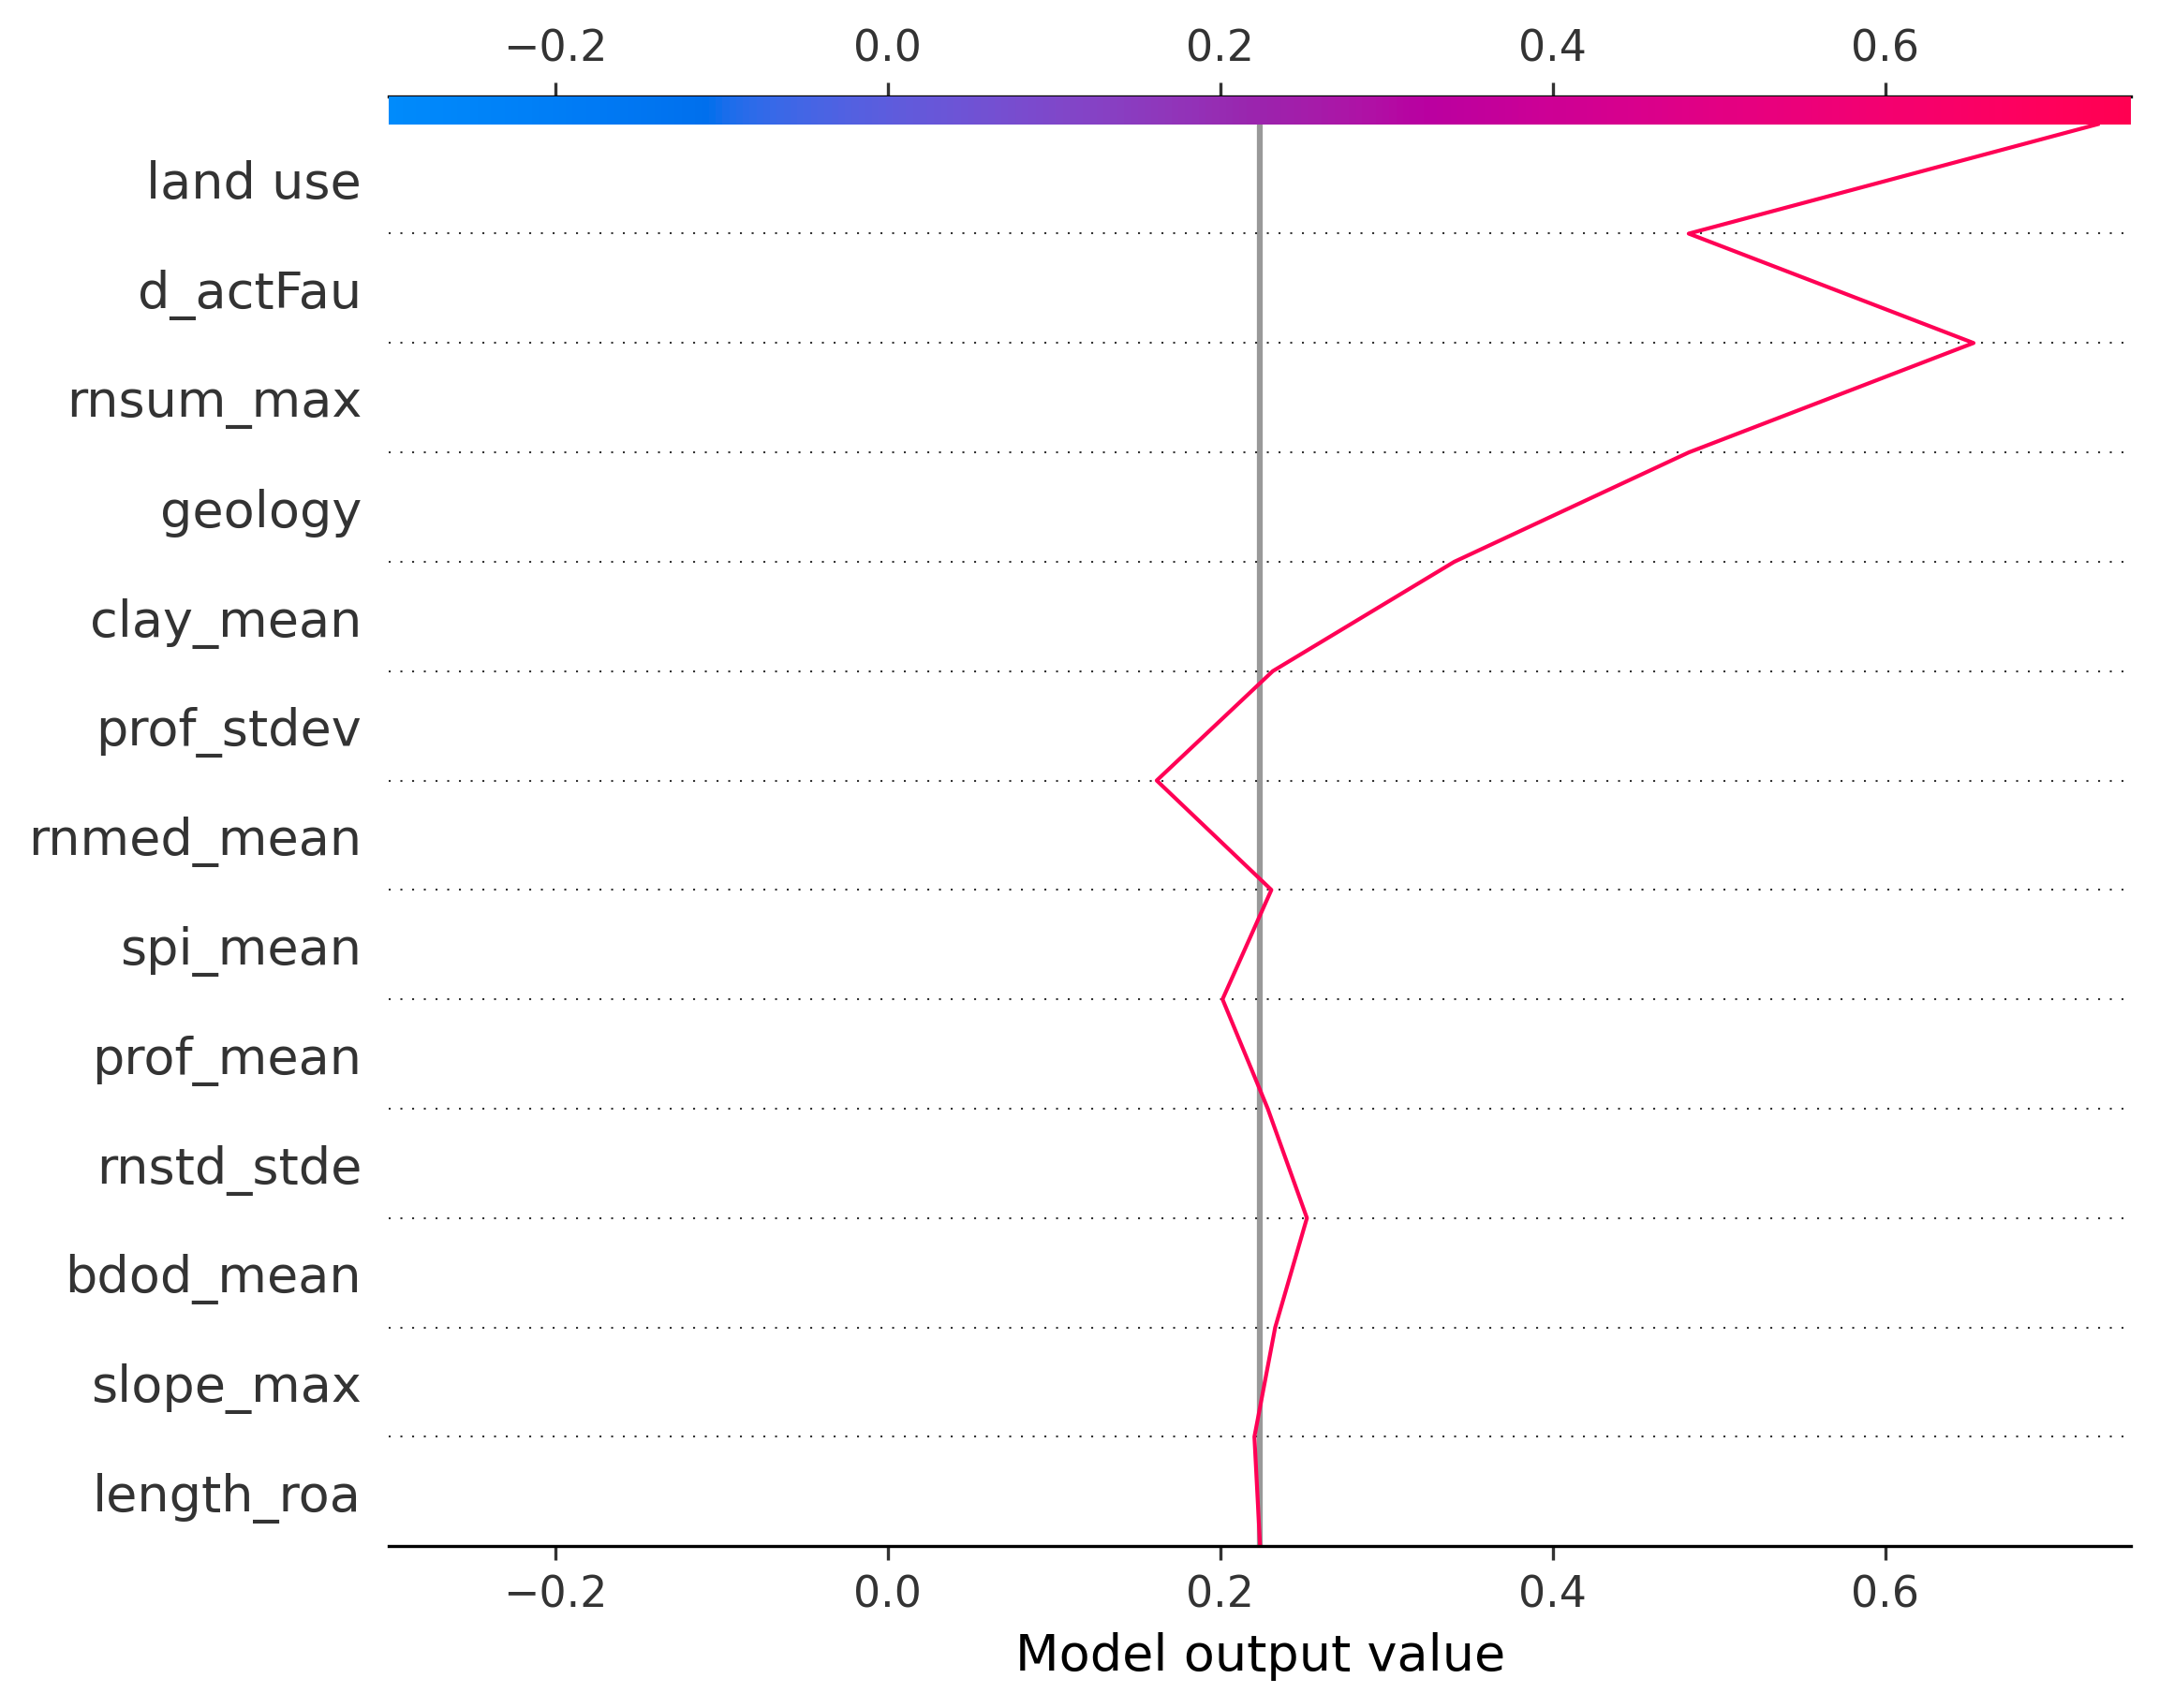 −0.2 0.0 0.2 0.4 0.6
land use
d_actFau
rnsum_max
geology
clay_mean
prof_stdev
rnmed_mean
spi_mean
prof_mean
rnstd_stde
bdod_mean
slope_max
length_roa
−0.2 0.0 0.2 0.4 0.6
Model output value